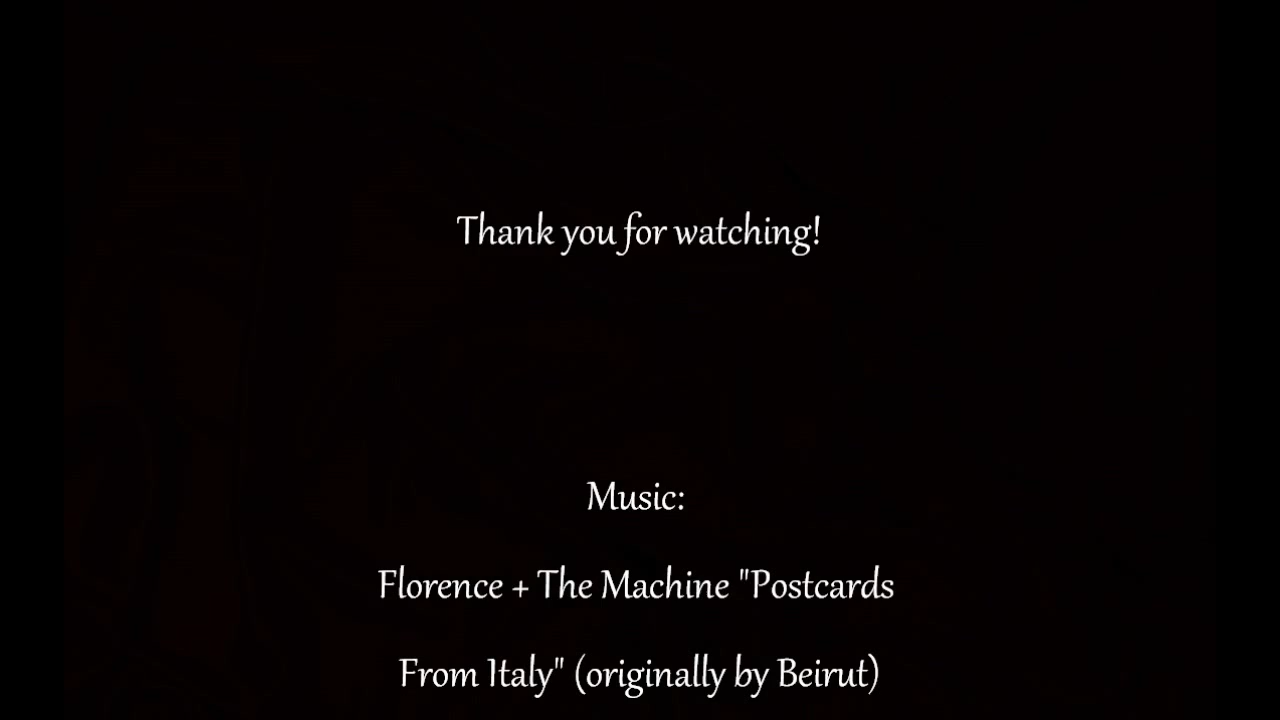 Thank you for watching!
Music:
Florence + The Machine "Postcards
From Italy" (originally by Beirut)